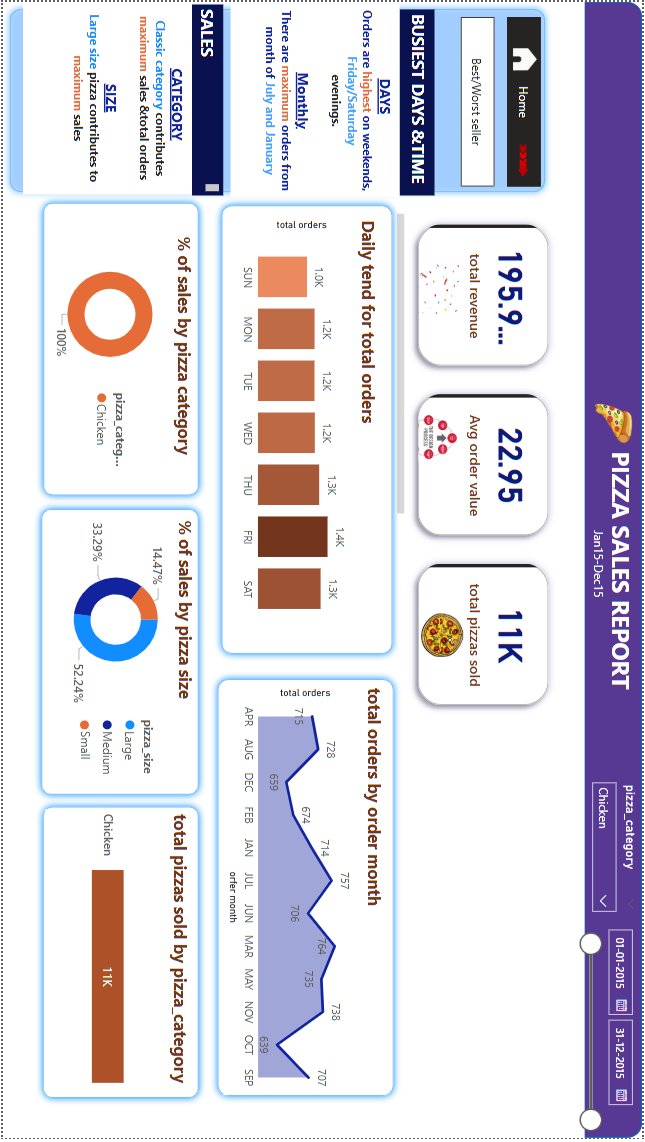 PIZZA SALES REPORT
Jan15-Dec15
pizza_category
Chicken
01-01-2015
31-12-2015
Home
Best/Worst seller
BUSIEST DAYS &TIME
DAYS
Orders are highest on weekends,
Friday/Saturday
evenings.
Monthly
There are maximum orders from
month of July and January
SALES
CATEGORY
Classic category contributes
maximum sales &total orders
SIZE
Large size pizza contributes to
maximum sales
195.9...
total revenue
22.95
Avg order value
11K
total pizzas sold
Daily tend for total orders
total orders
1.0K
1.2K
1.2K
1.2K
1.3K
1.4K
1.3K
SUN
MON
TUE
WED
THU
FRI
SAT
total orders by order month
total orders
715
728
659
674
714
757
706
764
735
738
639
707
APR
AUG
DEC
FEB
JAN
JUL
JUN
MAR
MAY
NOV
OCT
SEP
orfer month
% of sales by pizza category
100%
pizza_categ...
Chicken
% of sales by pizza size
14.47%
33.29%
52.24%
pizza_size
Large
Medium
Small
total pizzas sold by pizza_category
Chicken
11K